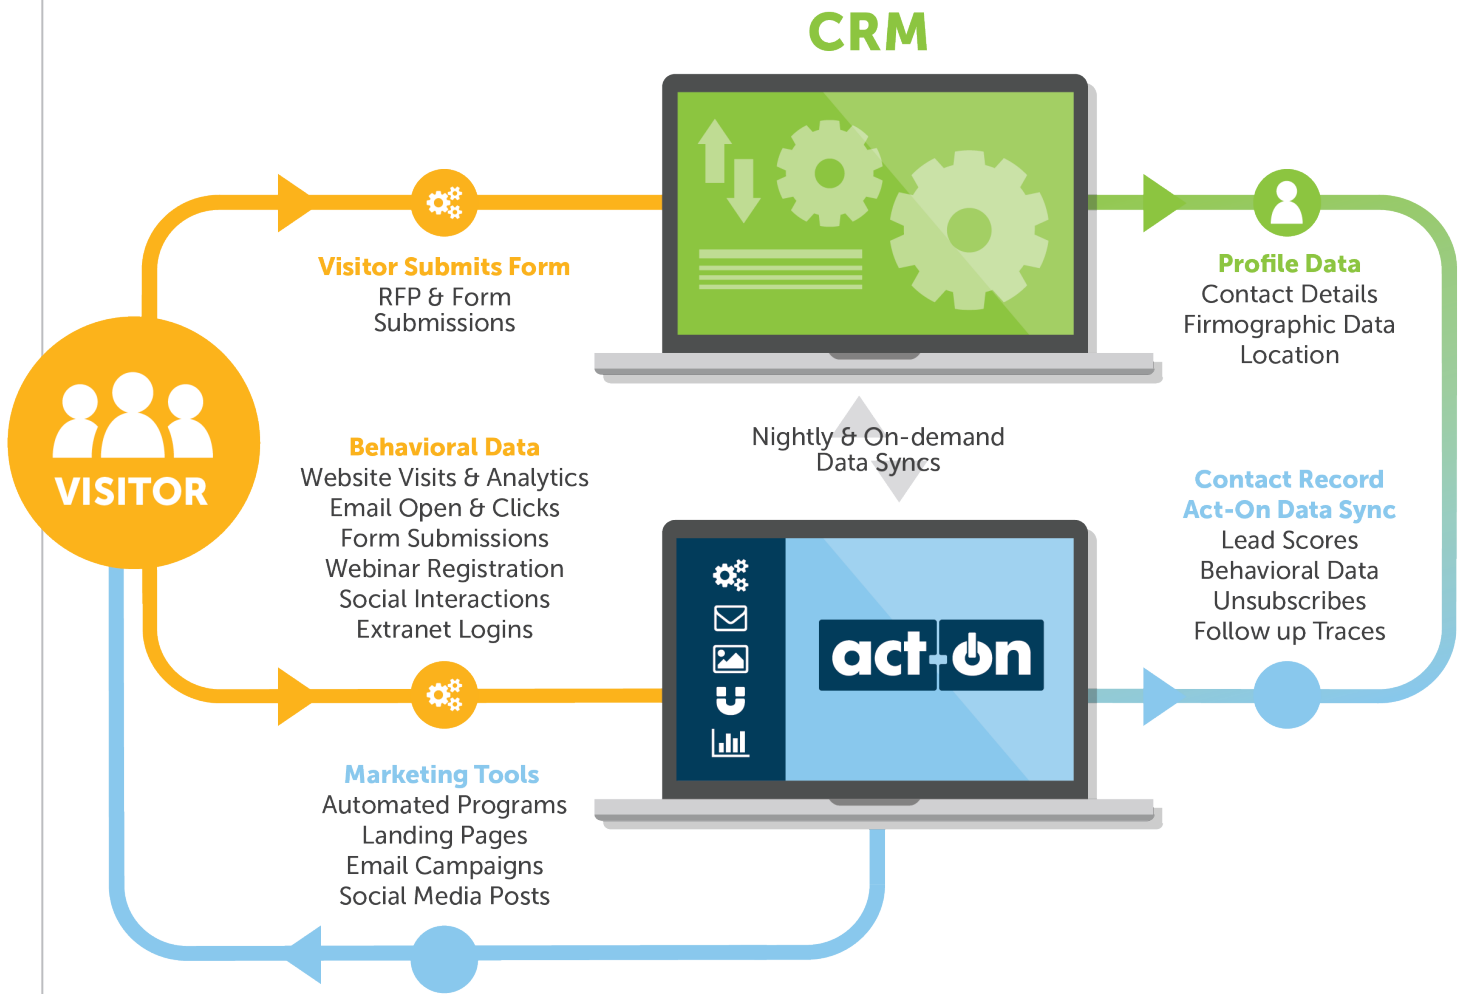 CRM
Visitor Submits Form
RFP & Form
Submissions
Profile Data
Contact Details
Firmographic Data
Location
VISITOR
Behavioral Data
Website Visits & Analytics
Email Open & Clicks
Form Submissions
Webinar Registration
Social Interactions
Extranet Logins
Nightly & On-demand
Data Syncs
Contact Record
Act-On Data Sync
Lead Scores
Behavioral Data
Unsubscribes
Follow up Traces
act-on
Marketing Tools
Automated Programs
Landing Pages
Email Campaigns
Social Media Posts